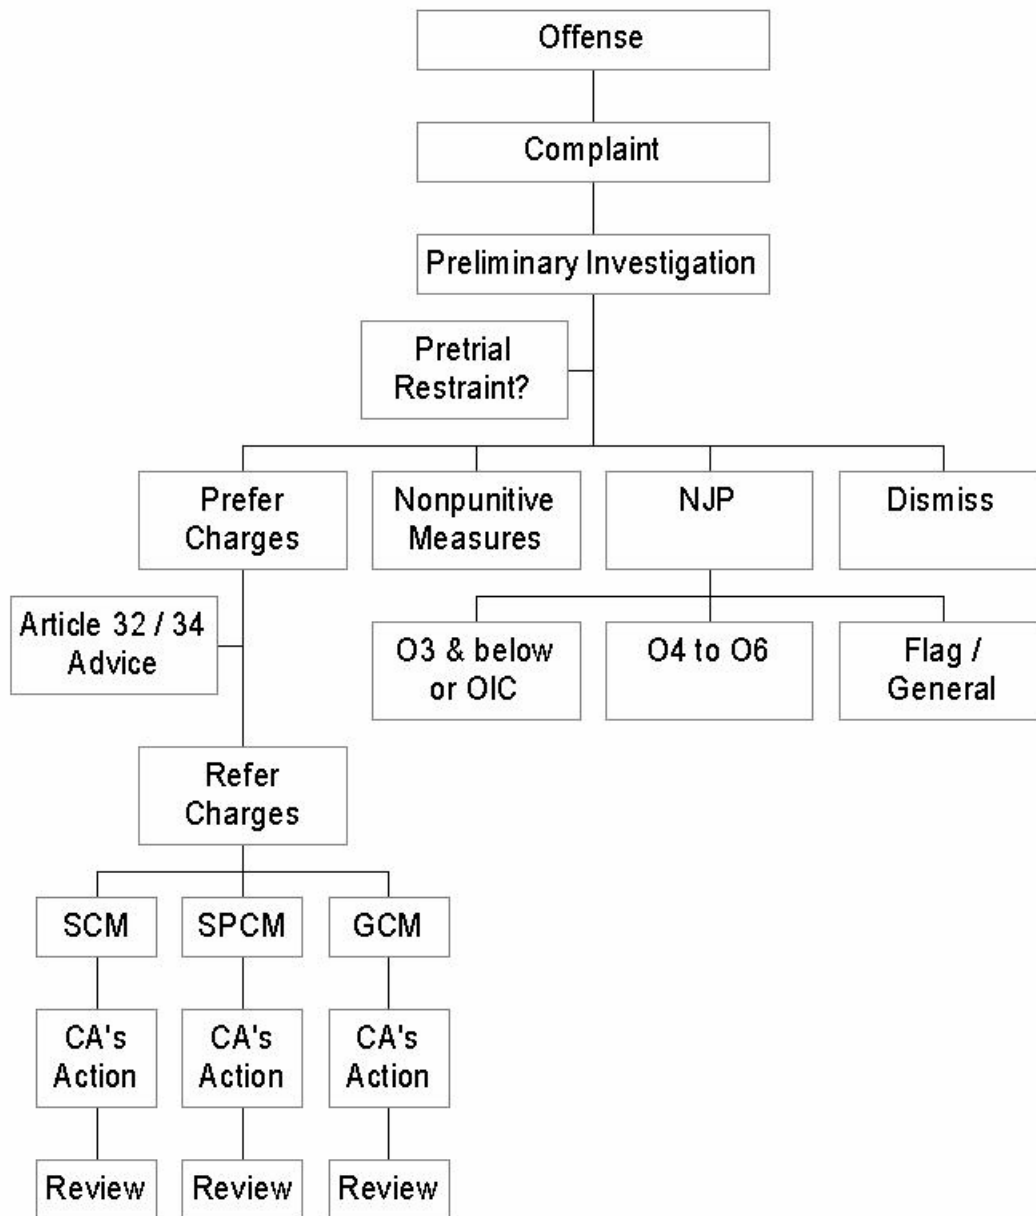 Offense
Complaint
Preliminary Investigation
Pretrial
Restraint?
Prefer
Charges
Nonpunitive
Measures
NJP
Dismiss
Article 32 / 34
Advice
O3 & below
or OIC
O4 to O6
Flag /
General
Refer
Charges
SCM
SPCM
GCM
CA's
Action
CA's
Action
CA's
Action
Review
Review
Review